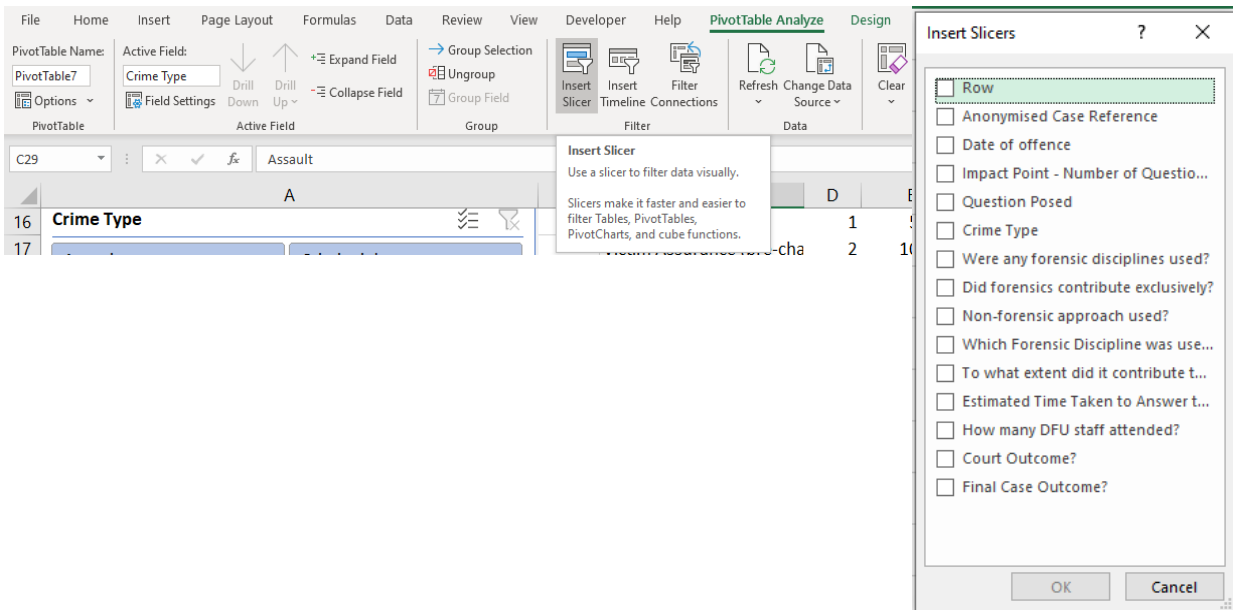 File Home Insert Page Layout Formulas Data Review View Developer Help PivotTable Analyze Design
PivotTable Name:
PivotTable7
Options
PivotTable
Active Field:
Crime Type
Field Settings
Drill Down
Drill Up
Expand Field
Collapse Field
Active Field
Group Selection
Ungroup
Group Field
Group
Insert Slicer
Insert Timeline
Filter Connections
Filter
Refresh
Change Data Source
Data
Clear
C29
fx
Assault
Insert Slicer
Use a slicer to filter data visually.
Slicers make it faster and easier to
filter Tables, PivotTables,
PivotCharts, and cube functions.
A D
16 Crime Type 1
17 2
Insert Slicers ? X
Row
Anonymised Case Reference
Date of offence
Impact Point - Number of Questio...
Question Posed
Crime Type
Were any forensic disciplines used?
Did forensics contribute exclusively?
Non-forensic approach used?
Which Forensic Discipline was use...
To what extent did it contribute t...
Estimated Time Taken to Answer t...
How many DFU staff attended?
Court Outcome?
Final Case Outcome?
OK Cancel